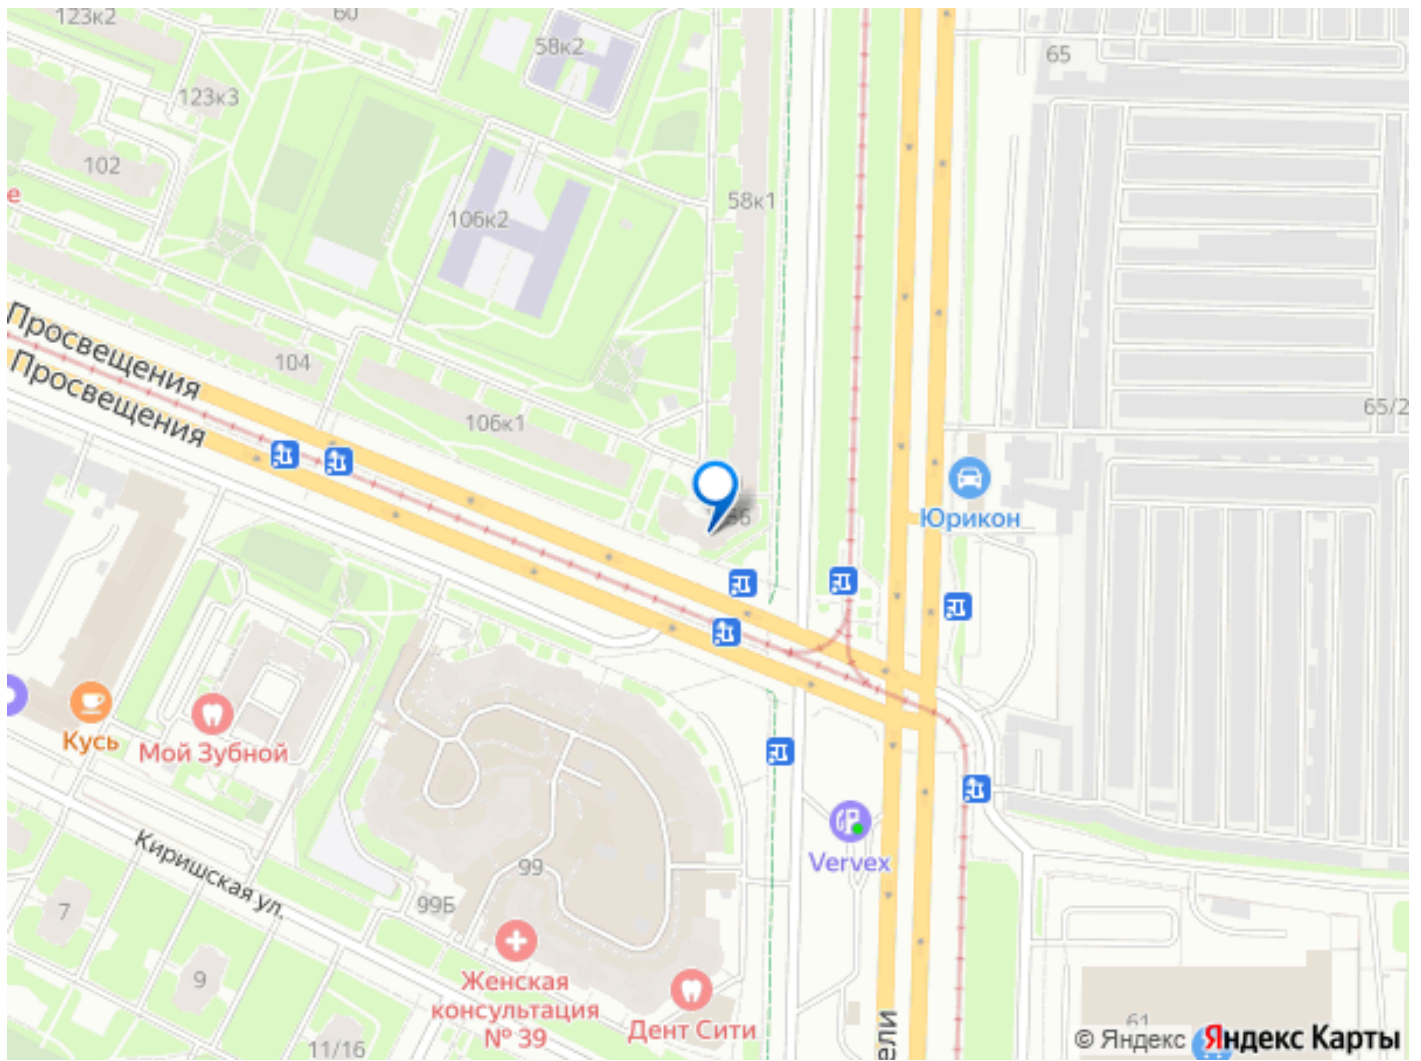 123к2
60
58к2
65
123к3
102
е
106к2
58к1
Просвещения
Просвещения
104
106к1
65/2
Юрикон
Кусь
Мой Зубной
Vervex
Киришская ул.
99
99Б
7
9
Женская
консультация
№ 39
Дент Сити
11/16
ели
61
© Яндекс Яндекс Карты